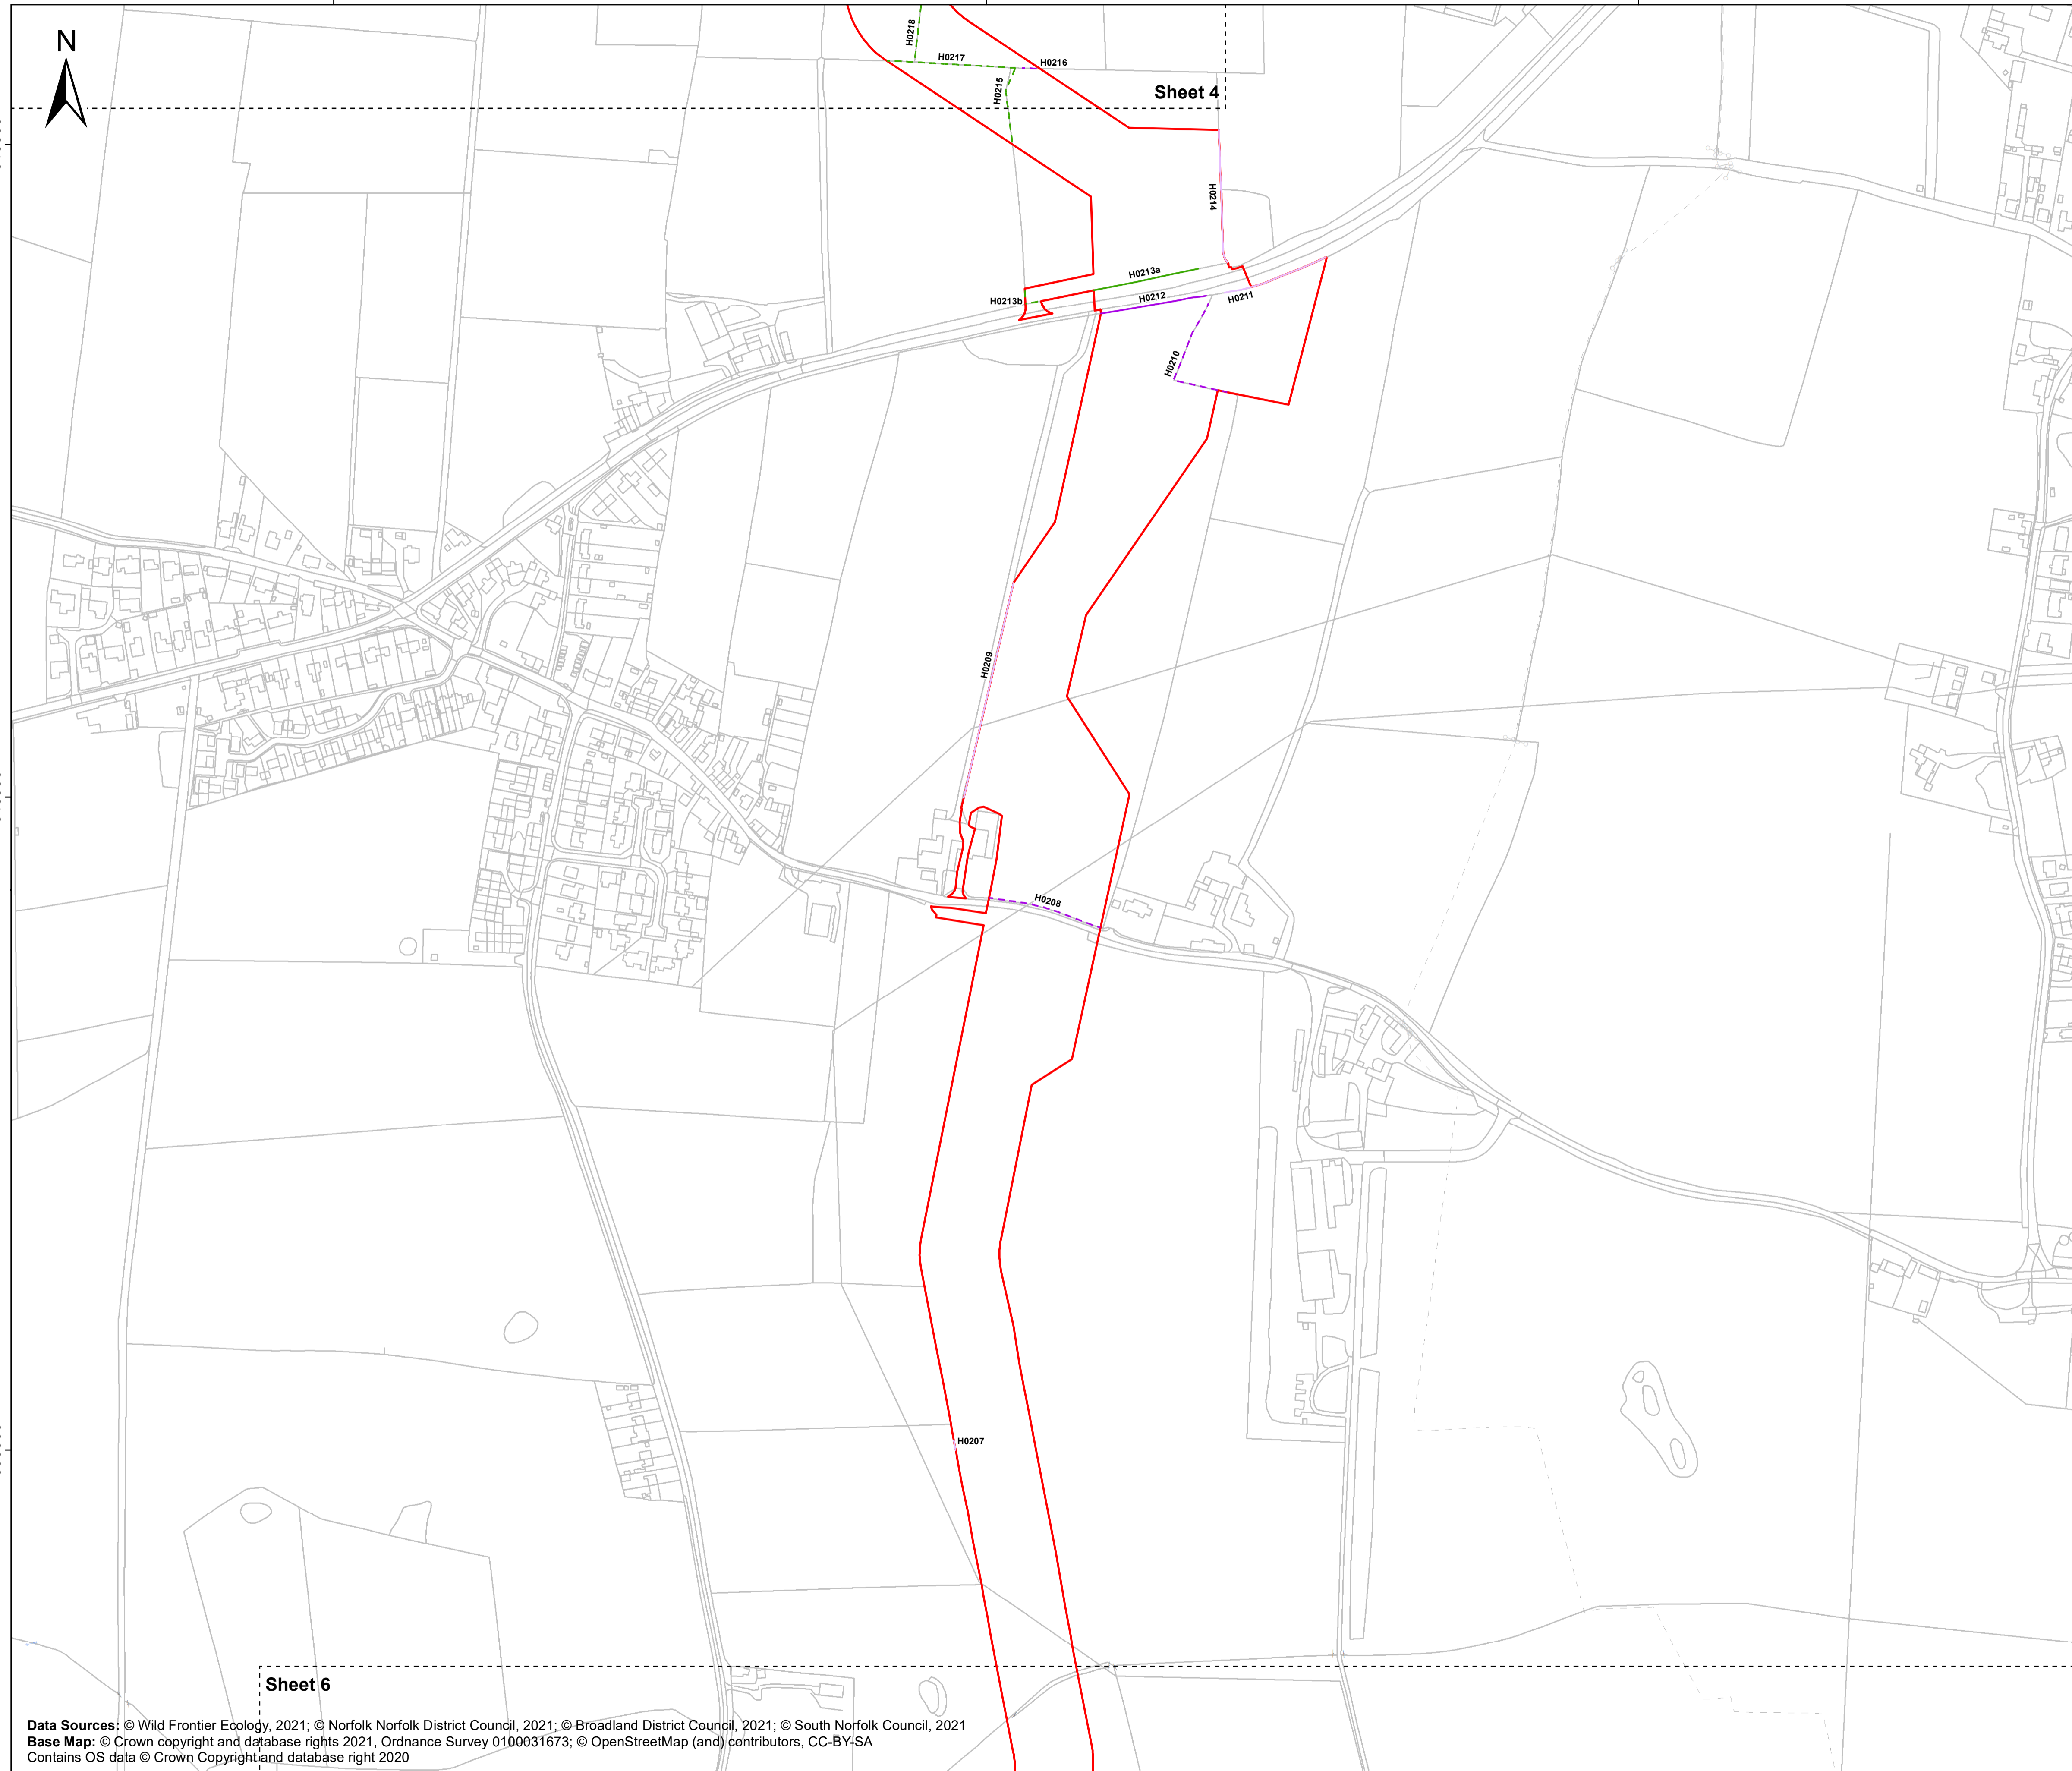 N
H0218
H0217
H0216
H0215
Sheet 4
H0214
H0213a
H0213b
H0212
H0211
H0210
H0209
H0208
H0207
Sheet 6
Data Sources: © Wild Frontier Ecology, 2021; © Norfolk Norfolk District Council, 2021; © Broadland District Council, 2021; © South Norfolk Council, 2021
Base Map: © Crown copyright and database rights 2021, Ordnance Survey 0100031673; © OpenStreetMap (and) contributors, CC-BY-SA
Contains OS data © Crown Copyright and database right 2020